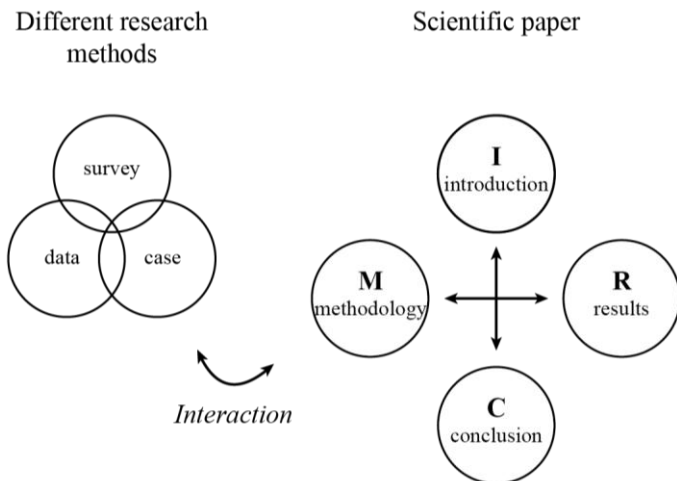 Different research
methods
Scientific paper
survey
data
case
Interaction
I
introduction
M
methodology
R
results
C
conclusion